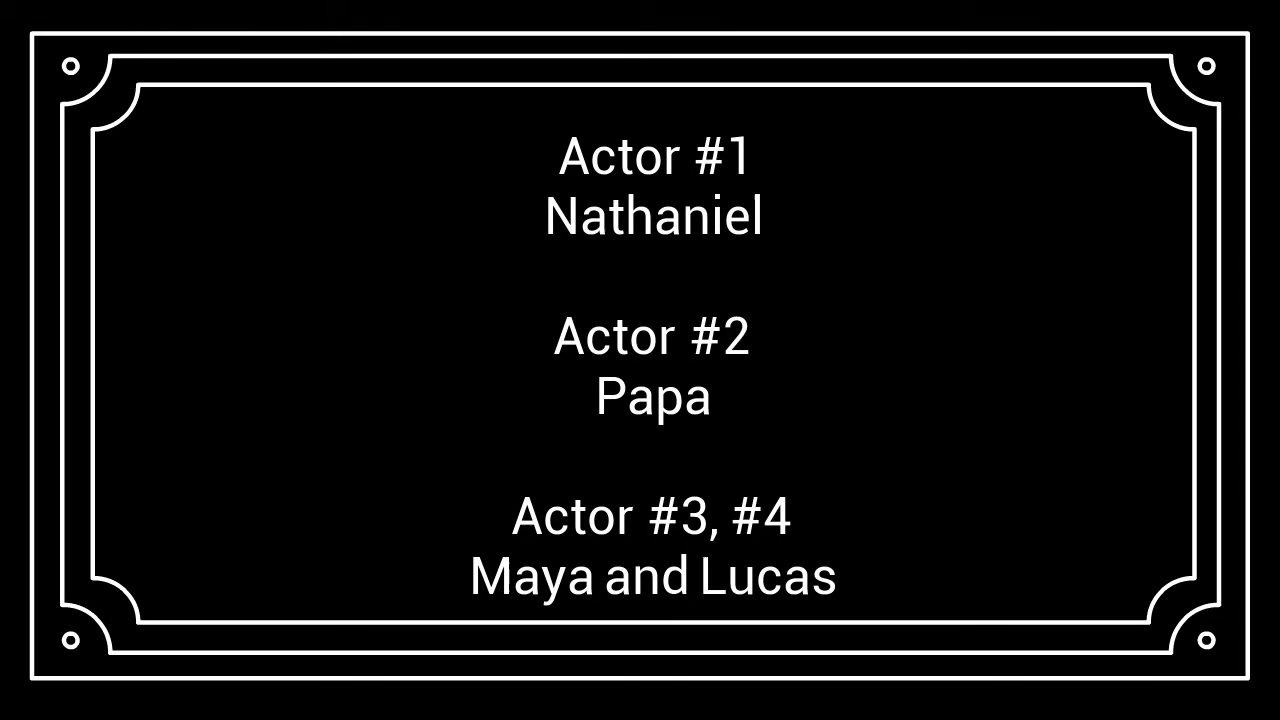 Actor #1
Nathaniel
Actor #2
Papa
Actor #3, #4
Maya and Lucas